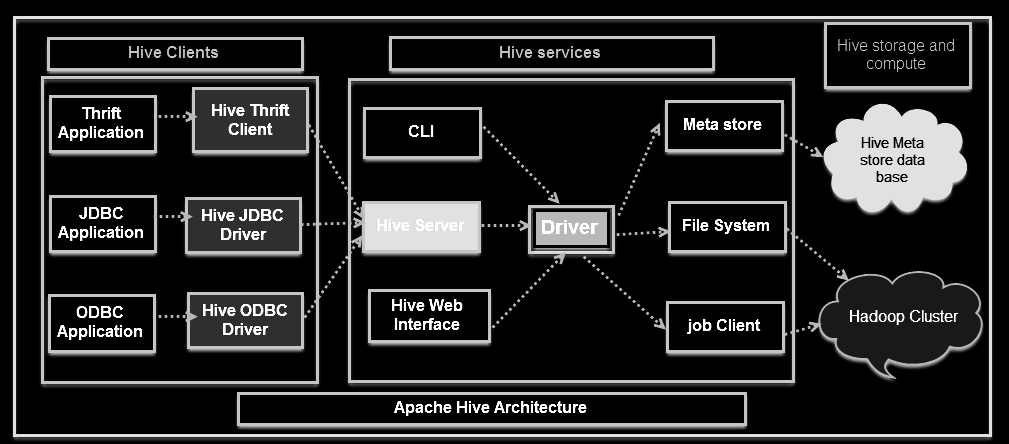 Hive Clients
Hive services
Hive storage and
compute
Thrift
Application
Hive Thrift
Client
CLI
Meta store
Hive Meta
store data
base
JDBC
Application
Hive JDBC
Driver
Hive Server
Driver
File System
ODBC
Application
Hive ODBC
Driver
Hive Web
Interface
job Client
Hadoop Cluster
Apache Hive Architecture